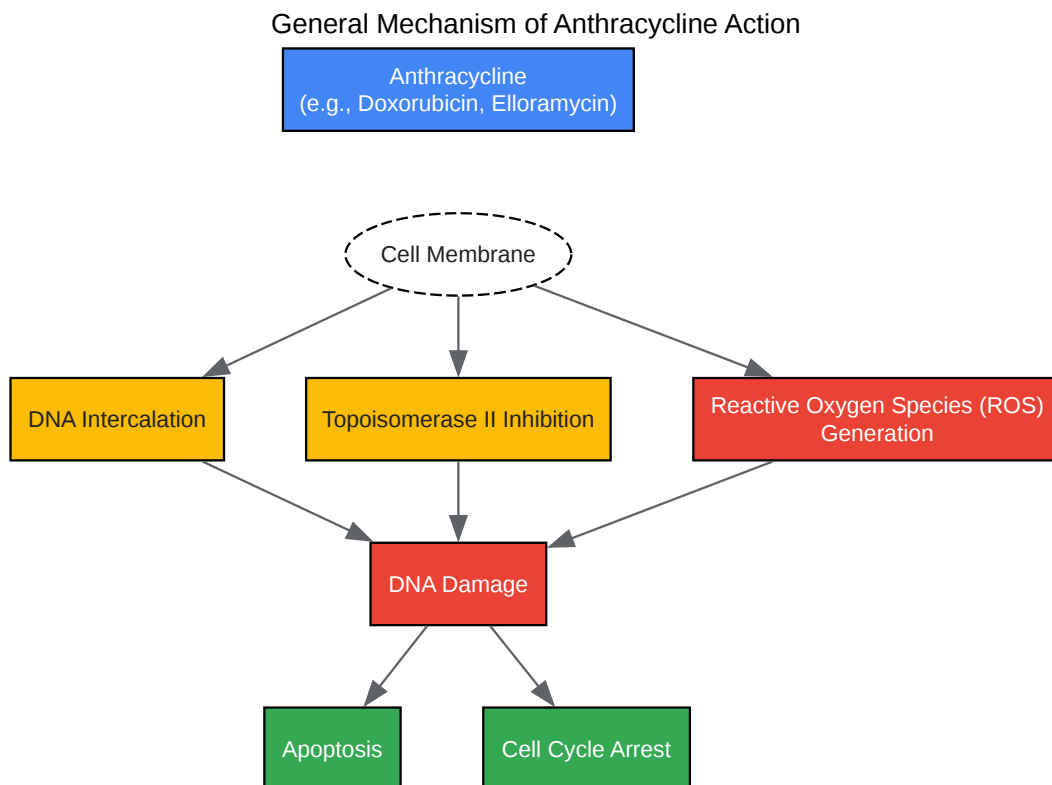 General Mechanism of Anthracycline Action
Anthracycline
(e.g., Doxorubicin, Elloramycin)
Cell Membrane
DNA Intercalation
Topoisomerase II Inhibition
Reactive Oxygen Species (ROS)
Generation
DNA Damage
Apoptosis
Cell Cycle Arrest